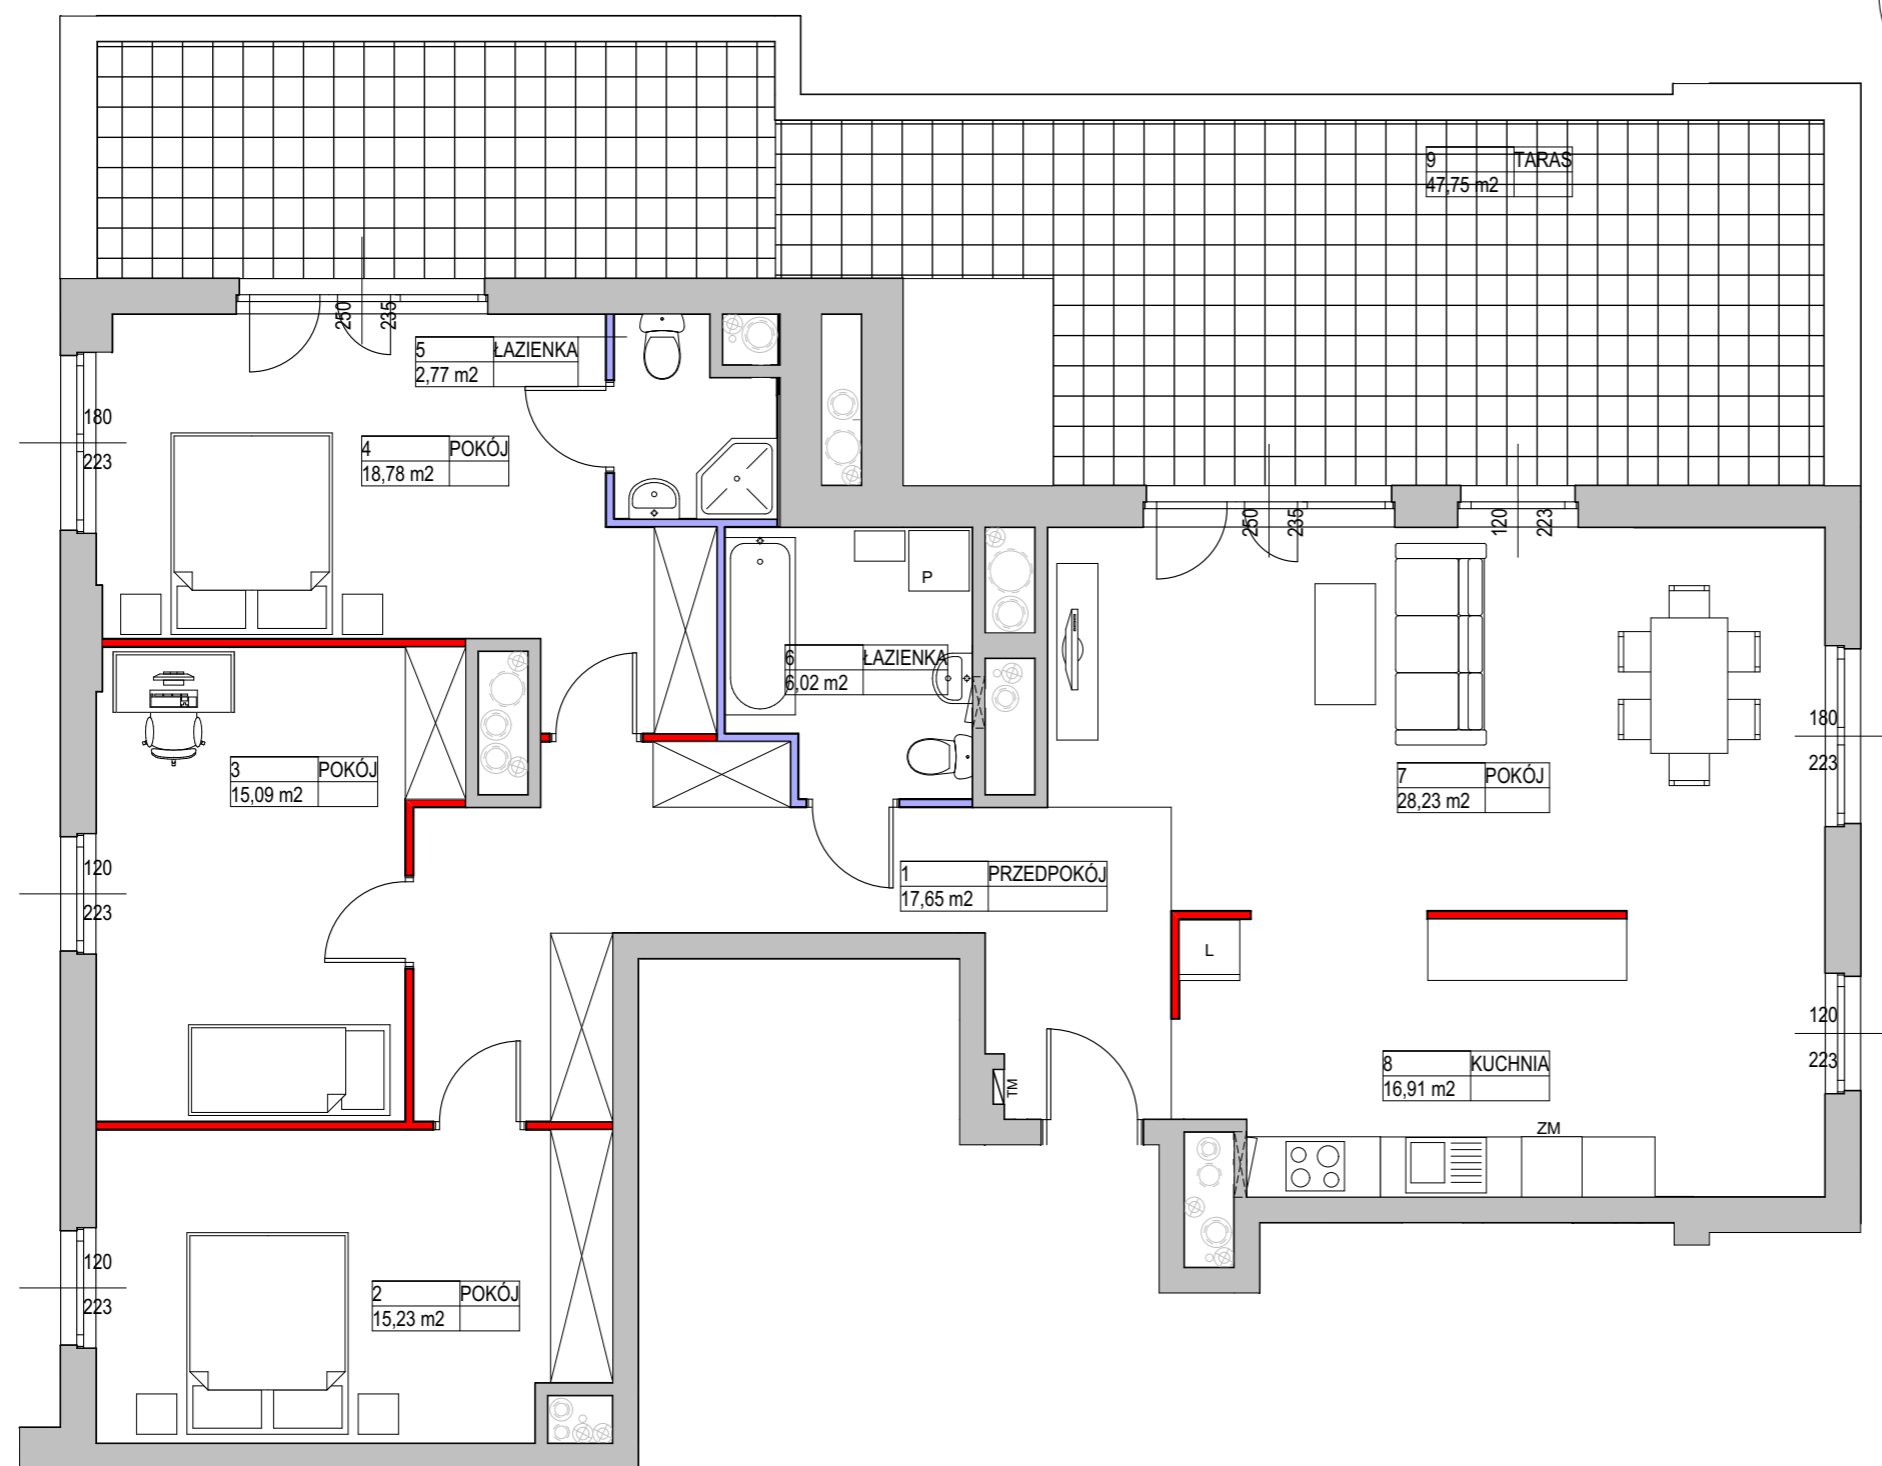 9 TARAS
47,75 m2
250 235
5 ŁAZIENKA
2,77 m2
180
223
4 POKÓJ
18,78 m2
250 235
120 223
P
6 ŁAZIENKA
6,02 m2
180
223
3 POKÓJ
15,09 m2
7 POKÓJ
28,23 m2
120
223
1 PRZEDPOKÓJ
17,65 m2
L
120
223
8 KUCHNIA
16,91 m2
TM
ZM
120
223
2 POKÓJ
15,23 m2